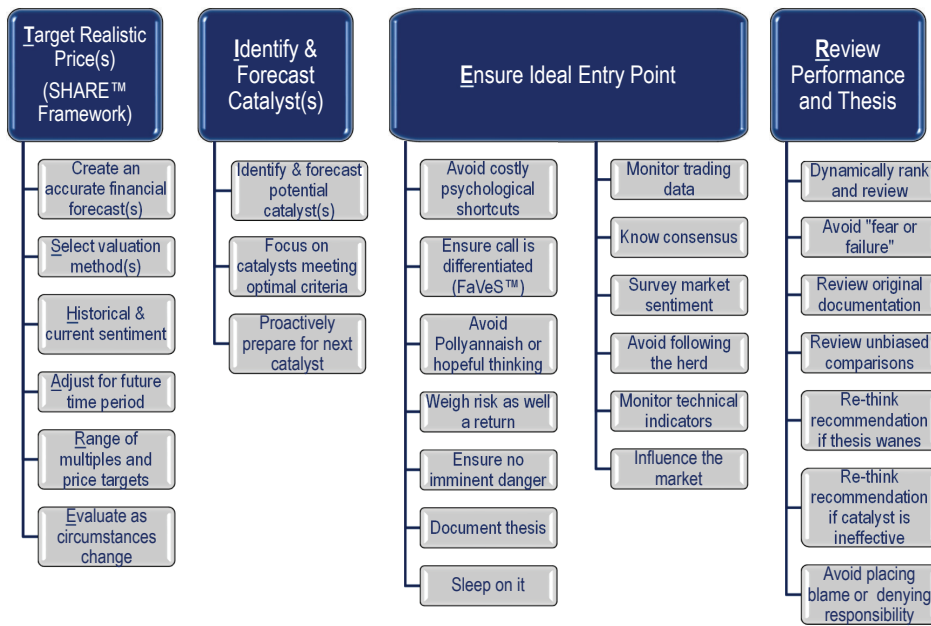 Target Realistic
Price(s)
(SHARE™
Framework)
Create an
accurate financial
forecast(s)
Select valuation
method(s)
Historical &
current sentiment
Adjust for future
time period
Range of
multiples and
price targets
Evaluate as
circumstances
change
Identify &
Forecast
Catalyst(s)
Identify & forecast
potential
catalyst(s)
Focus on
catalysts meeting
optimal criteria
Proactively
prepare for next
catalyst
Ensure Ideal Entry Point
Avoid costly
psychological
shortcuts
Ensure call is
differentiated
(FaVeS™)
Avoid
Pollyannaish or
hopeful thinking
Weigh risk as well
a return
Ensure no
imminent danger
Document thesis
Sleep on it
Monitor trading
data
Know consensus
Survey market
sentiment
Avoid following
the herd
Monitor technical
indicators
Influence the
market
Review
Performance
and Thesis
Dynamically rank
and review
Avoid "fear or
failure"
Review original
documentation
Review unbiased
comparisons
Re-think
recommendation
if thesis wanes
Re-think
recommendation
if catalyst is
ineffective
Avoid placing
blame or denying
responsibility